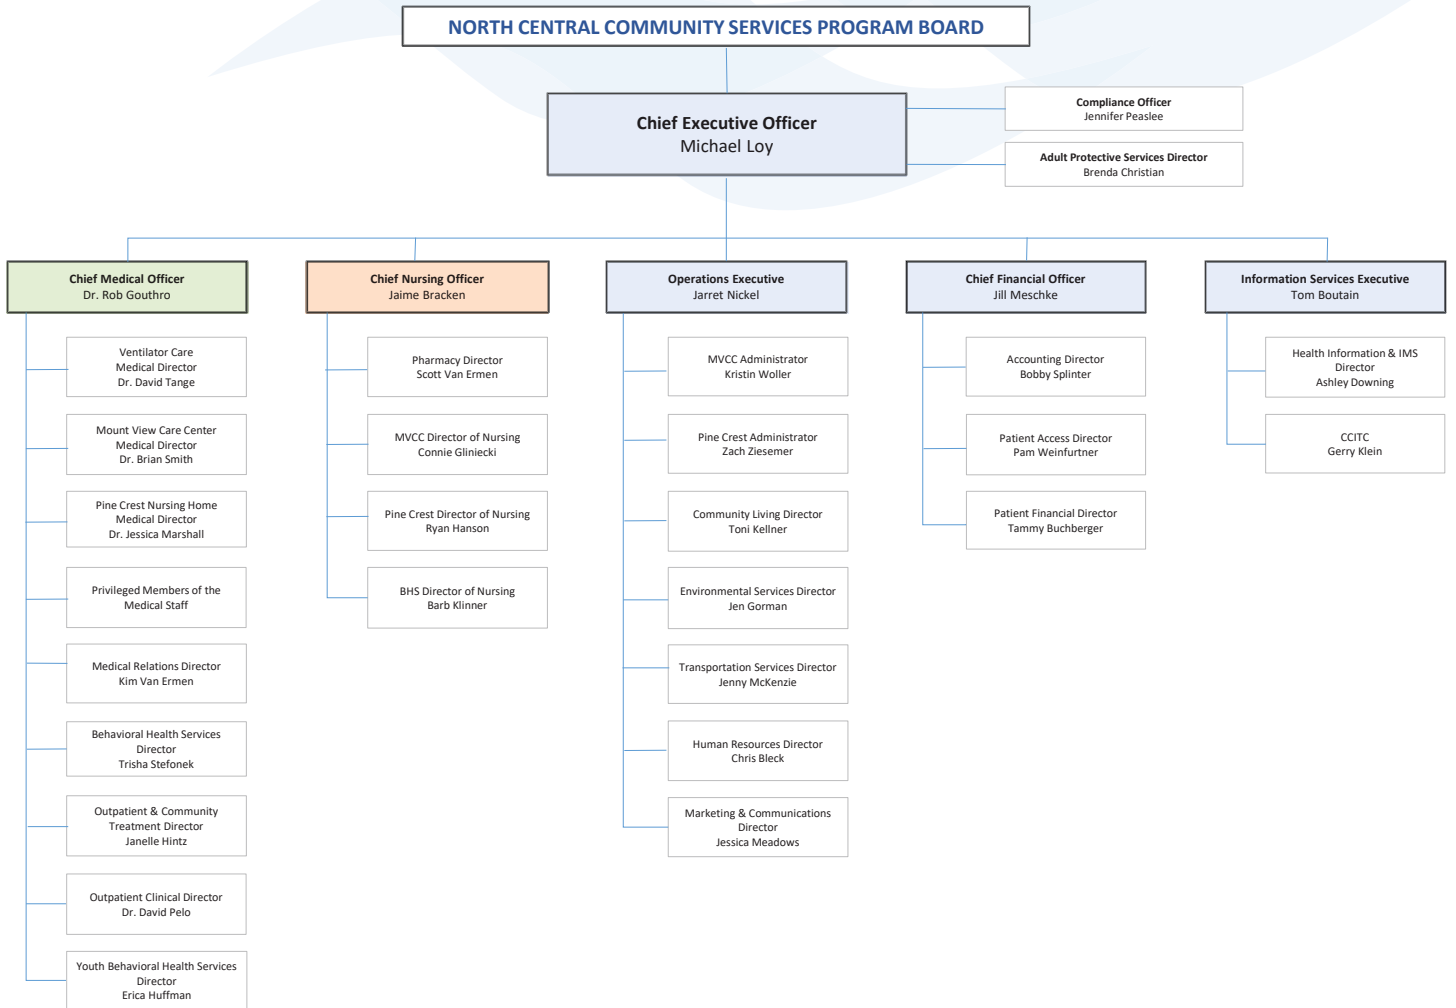 NORTH CENTRAL COMMUNITY SERVICES PROGRAM BOARD
Chief Executive Officer
Michael Loy
Compliance Officer
Jennifer Peaslee
Adult Protective Services Director
Brenda Christian
Chief Medical Officer
Dr. Rob Gouthro
Ventilator Care
Medical Director
Dr. David Tange
Mount View Care Center
Medical Director
Dr. Brian Smith
Pine Crest Nursing Home
Medical Director
Dr. Jessica Marshall
Privileged Members of the
Medical Staff
Medical Relations Director
Kim Van Ermen
Behavioral Health Services
Director
Trisha Stefonek
Outpatient & Community
Treatment Director
Janelle Hintz
Outpatient Clinical Director
Dr. David Pelo
Youth Behavioral Health Services
Director
Erica Huffman
Chief Nursing Officer
Jaime Bracken
Pharmacy Director
Scott Van Ermen
MVCC Director of Nursing
Connie Gliniecki
Pine Crest Director of Nursing
Ryan Hanson
BHS Director of Nursing
Barb Klinner
Operations Executive
Jarret Nickel
MVCC Administrator
Kristin Woller
Pine Crest Administrator
Zach Ziesemer
Community Living Director
Toni Kellner
Environmental Services Director
Jen Gorman
Transportation Services Director
Jenny McKenzie
Human Resources Director
Chris Bleck
Marketing & Communications
Director
Jessica Meadows
Chief Financial Officer
Jill Meschke
Accounting Director
Bobby Splinter
Patient Access Director
Pam Weinfurtner
Patient Financial Director
Tammy Buchberger
Information Services Executive
Tom Boutain
Health Information & IMS
Director
Ashley Downing
CCITC
Gerry Klein